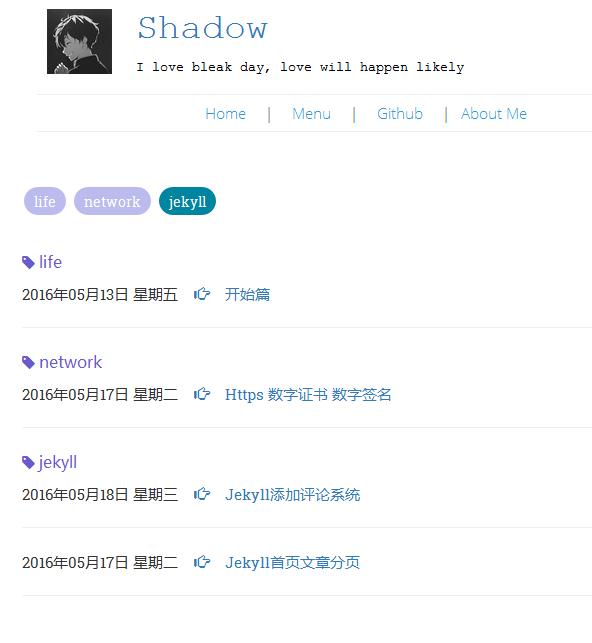 Shadow
I love bleak day, love will happen likely
Home | Menu | Github | About Me
life network jekyll
life
2016年05月13日 星期五 开始篇
network
2016年05月17日 星期二 Https 数字证书 数字签名
jekyll
2016年05月18日 星期三 Jekyll添加评论系统
2016年05月17日 星期二 Jekyll首页文章分页